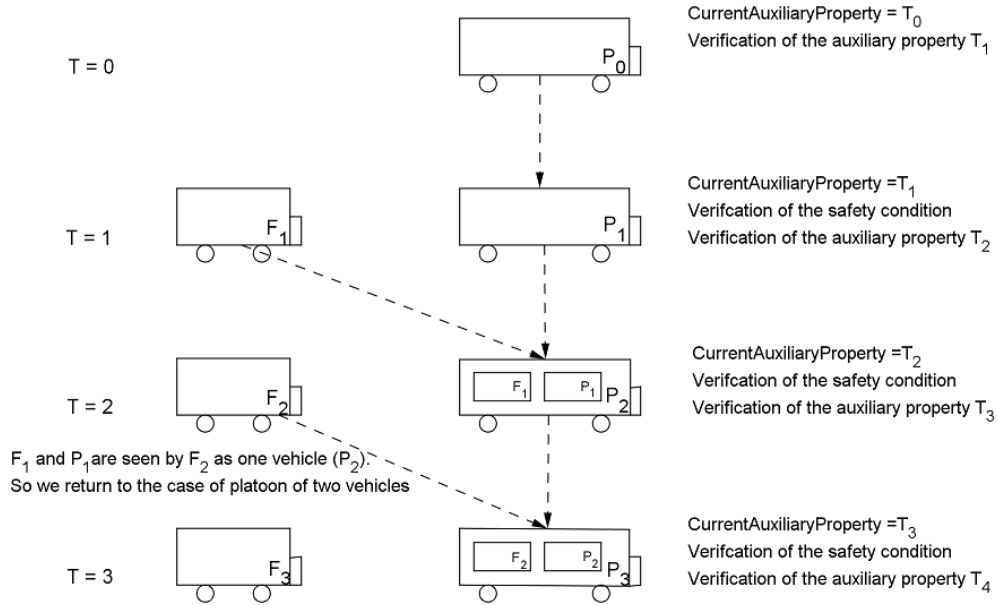 CurrentAuxiliaryProperty = T₀
Verification of the auxiliary property T₁
T = 0
P₀
CurrentAuxiliaryProperty =T₁
Verifcation of the safety condition
Verification of the auxiliary property T₂
T = 1
F₁
P₁
CurrentAuxiliaryProperty =T₂
Verifcation of the safety condition
Verification of the auxiliary property T₃
T = 2
F₂
F₁
P₁
P₂
F₁ and P₁are seen by F₂ as one vehicle (P₂).
So we return to the case of platoon of two vehicles
CurrentAuxiliaryProperty =T₃
Verifcation of the safety condition
Verification of the auxiliary property T₄
T = 3
F₃
F₂
P₂
P₃